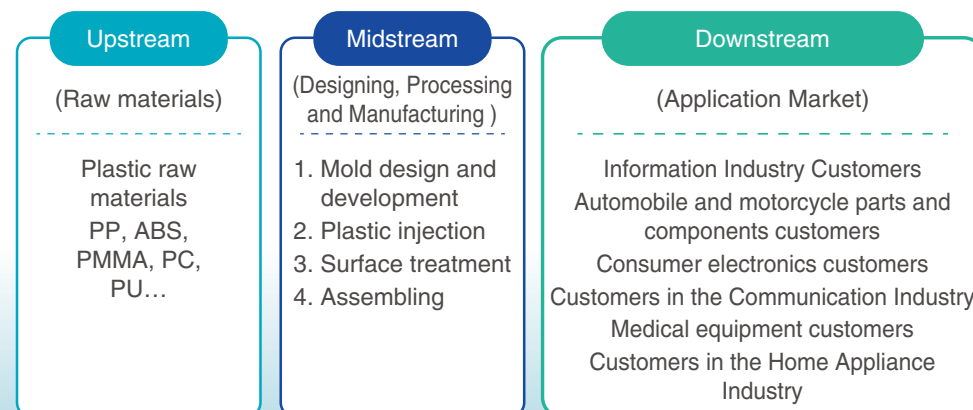 Upstream
(Raw materials)
Plastic raw
materials
PP, ABS,
PMMA, PC,
PU…
Midstream
(Designing, Processing
and Manufacturing )
1. Mold design and
development
2. Plastic injection
3. Surface treatment
4. Assembling
Downstream
(Application Market)
Information Industry Customers
Automobile and motorcycle parts and
components customers
Consumer electronics customers
Customers in the Communication Industry
Medical equipment customers
Customers in the Home Appliance
Industry